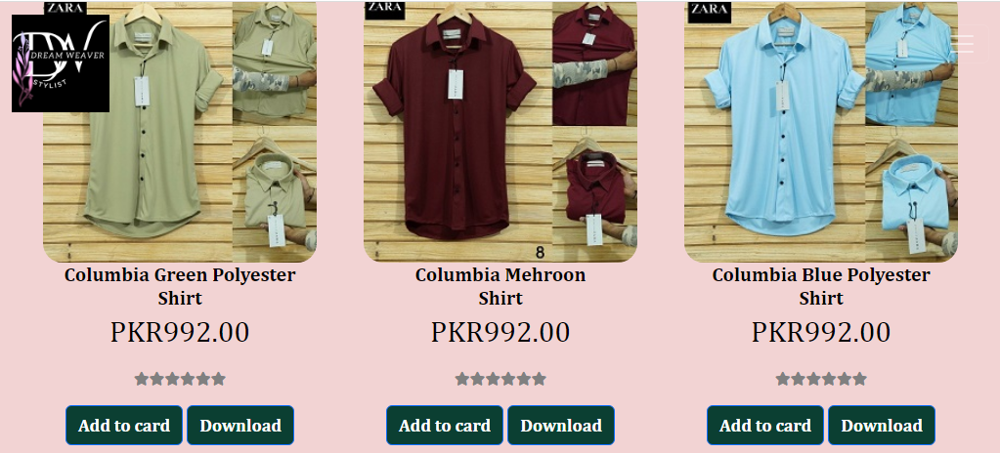 ZARA
ZARA
ZARA
DW
DREAM WEAVER
STYLIST
8
Columbia Green Polyester
Shirt
PKR992.00
Add to card
Download
Columbia Mehroon
Shirt
PKR992.00
Add to card
Download
Columbia Blue Polyester
Shirt
PKR992.00
Add to card
Download